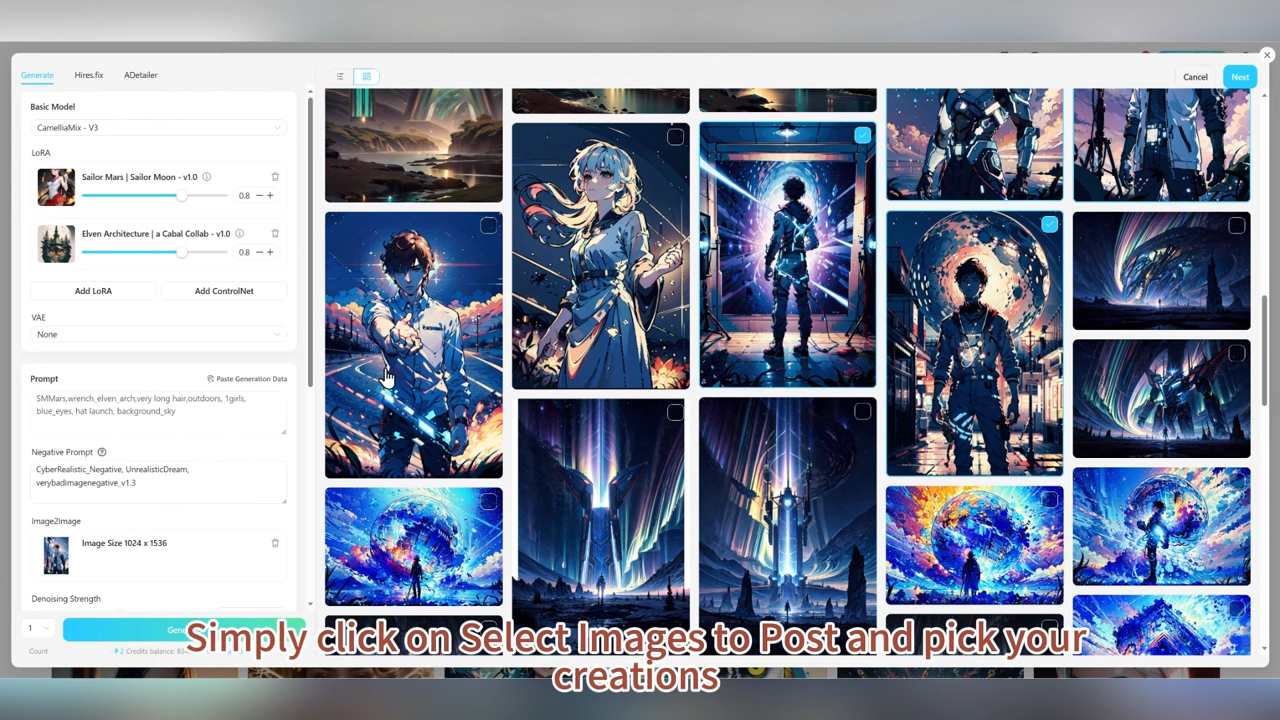 Generate Hires.fix ADetailer
Cancel Next
Basic Model
CamelliaMix - V3
LoRA
Sailor Mars | Sailor Moon - v1.0
0.8
Elven Architecture | a Cabal Collab - v1.0
0.8
Add LoRA Add ControlNet
VAE
None
Prompt Paste Generation Data
SMMars,wrench_elven_arch,very long hair,outdoors, 1girls,
blue_eyes, hat launch, background_sky
Negative Prompt
CyberRealistic_Negative, UnrealisticDream,
verybadimagenegative_v1.3
Image2Image
Image Size 1024 x 1536
Denoising Strength
1
Count 2 Credits balance:
Simply click on Select Images to Post and pick your
creations